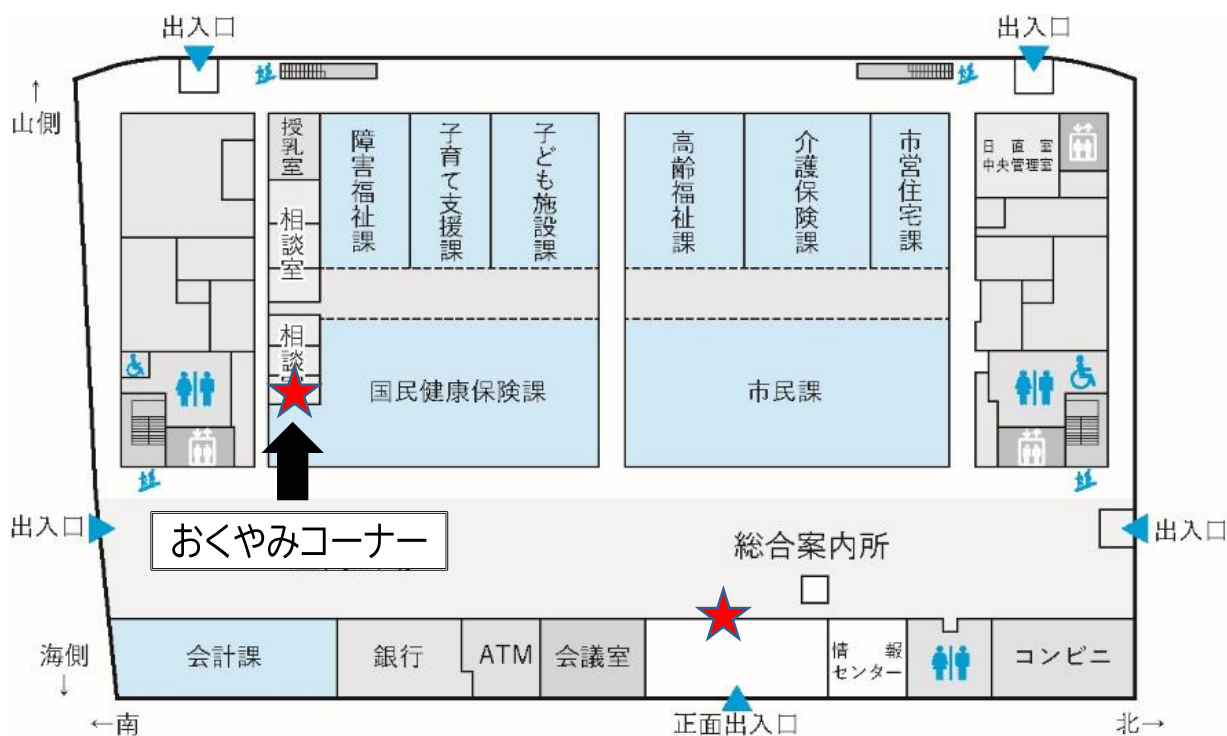 出入口
出入口
↑
山側
授乳室
障害福祉課
子育て支援課
子ども施設課
高齢福祉課
介護保険課
市営住宅課
日直室
中央管理室
相談室
相談
国民健康保険課
市民課
出入口
おくやみコーナー
総合案内所
出入口
海側
↓
会計課
銀行
ATM
会議室
情報
センター
コンビニ
←南
正面出入口
北→